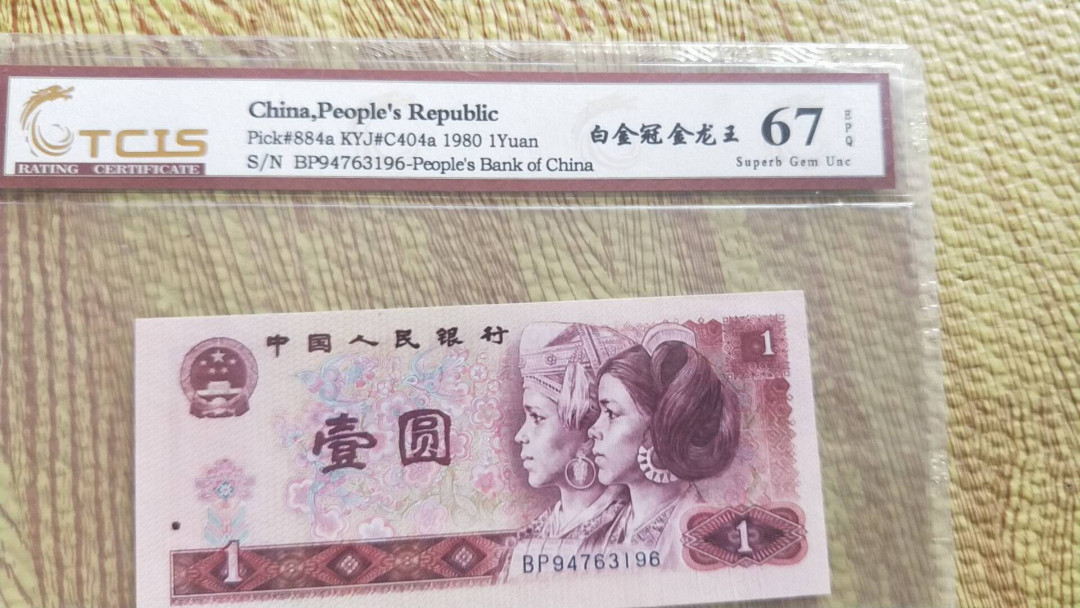 China,People's Republic
Pick#884a KYJ#C404a 1980 1Yuan
S/N BP94763196-People's Bank of China
TCIS
RATING CERTIFICATE
白金冠金龙王
67
EPQ
Superb Gem Unc
中国人民银行
1
壹圆
1
1
BP94763196